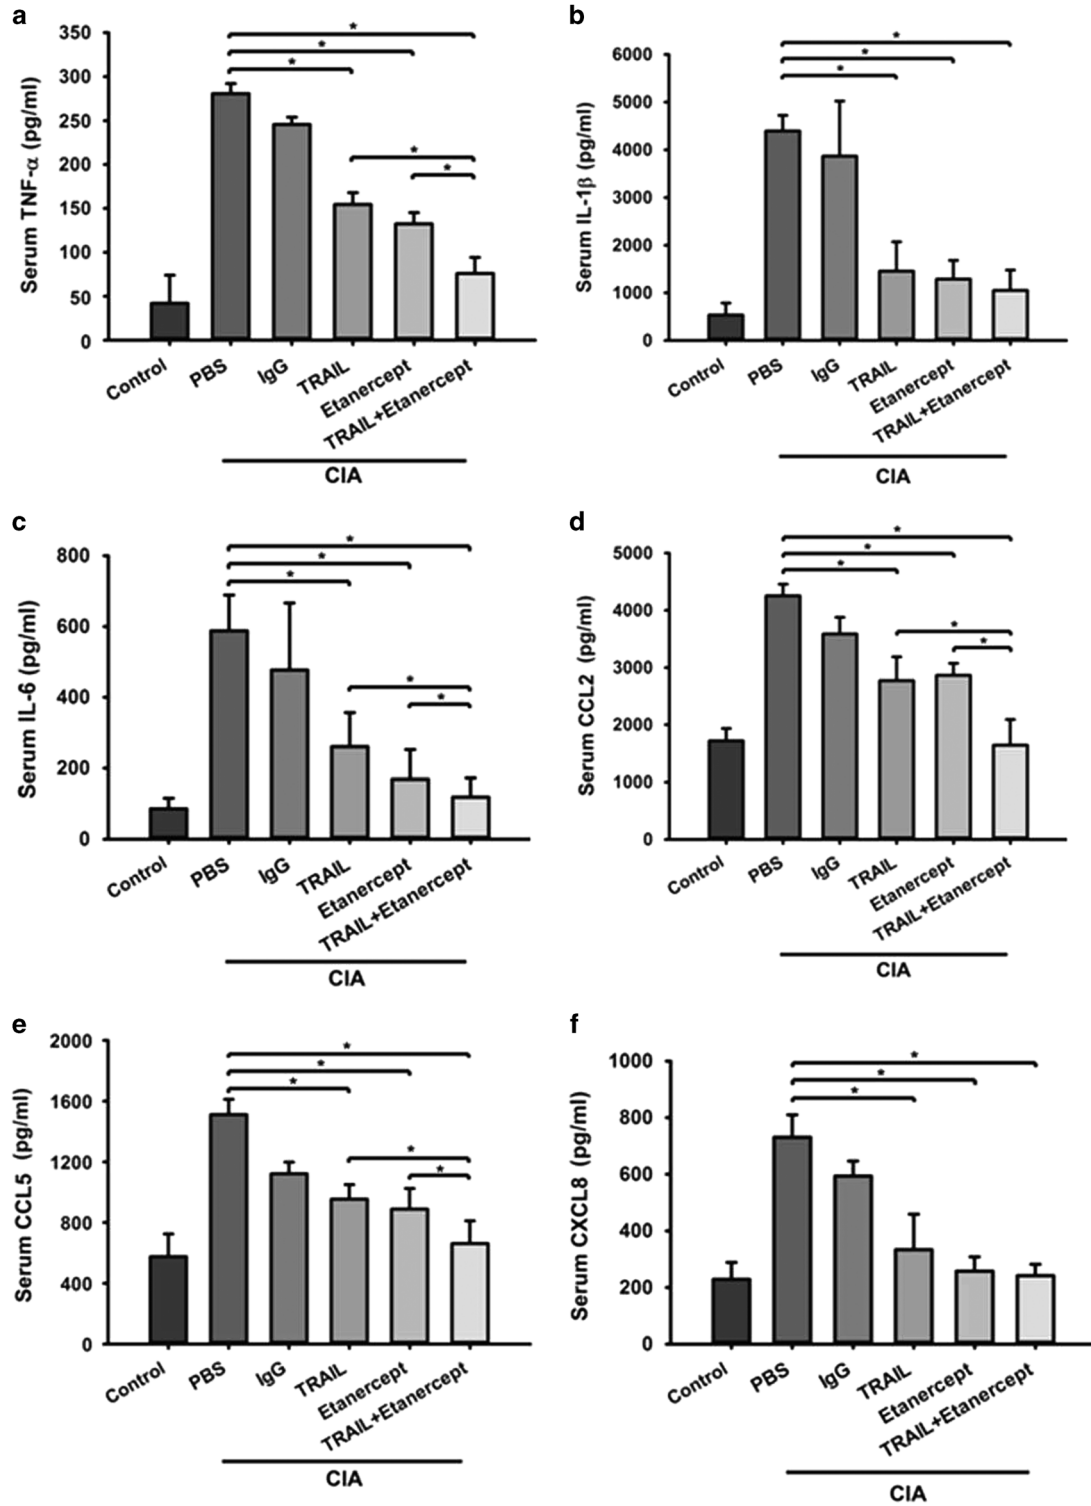 a
*
*
*
*
*
350
300
250
200
150
100
50
0
Serum TNF-α (pg/ml)
Control
PBS
IgG
TRAIL
Etanercept
TRAIL+Etanercept
CIA
b
*
*
*
6000
5000
4000
3000
2000
1000
0
Serum IL-1β (pg/ml)
Control
PBS
IgG
TRAIL
Etanercept
TRAIL+Etanercept
CIA
c
*
*
*
*
*
800
600
400
200
0
Serum IL-6 (pg/ml)
Control
PBS
IgG
TRAIL
Etanercept
TRAIL+Etanercept
CIA
d
*
*
*
*
*
5000
4000
3000
2000
1000
0
Serum CCL2 (pg/ml)
Control
PBS
IgG
TRAIL
Etanercept
TRAIL+Etanercept
CIA
e
*
*
*
*
*
2000
1600
1200
800
400
0
Serum CCL5 (pg/ml)
Control
PBS
IgG
TRAIL
Etanercept
TRAIL+Etanercept
CIA
f
*
*
*
1000
800
600
400
200
0
Serum CXCL8 (pg/ml)
Control
PBS
IgG
TRAIL
Etanercept
TRAIL+Etanercept
CIA